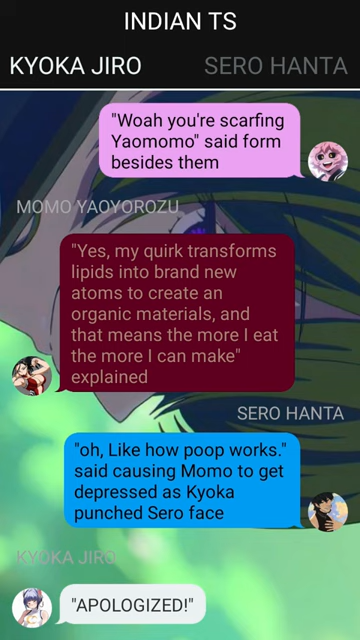 INDIAN TS
KYOKA JIRO
SERO HANTA
"Woah you're scarfing
Yaomomo" said form
besides them
MOMO YAOYOROZU
"Yes, my quirk transforms
lipids into brand new
atoms to create an
organic materials, and
that means the more I eat
the more I can make"
explained
SERO HANTA
"oh, Like how poop works."
said causing Momo to get
depressed as Kyoka
punched Sero face
KYOKA JIRO
"APOLOGIZED!"